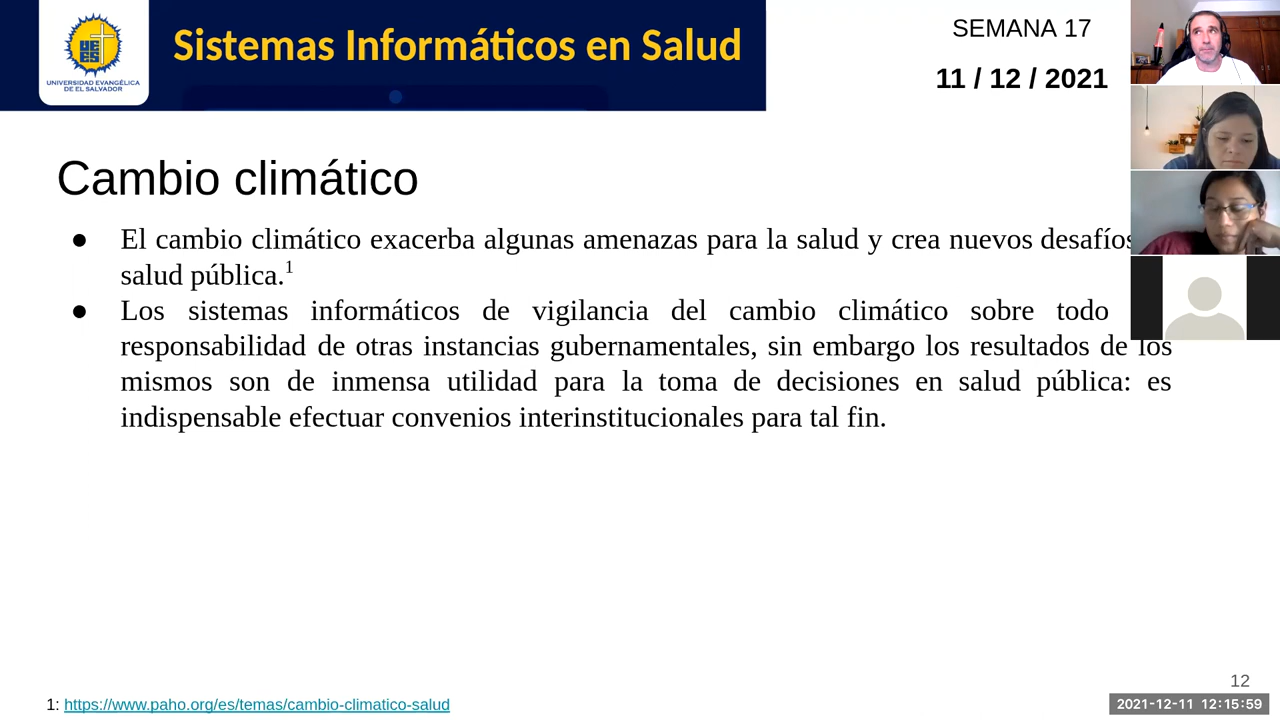 UNIVERSIDAD EVANGÉLICA
DE EL SALVADOR
Sistemas Informáticos en Salud
SEMANA 17
11 / 12 / 2021
Cambio climático
● El cambio climático exacerba algunas amenazas para la salud y crea nuevos desafíos
salud pública.1
● Los sistemas informáticos de vigilancia del cambio climático sobre todo
responsabilidad de otras instancias gubernamentales, sin embargo los resultados de los
mismos son de inmensa utilidad para la toma de decisiones en salud pública: es
indispensable efectuar convenios interinstitucionales para tal fin.
12
1: https://www.paho.org/es/temas/cambio-climatico-salud
2021-12-11 12:15:59